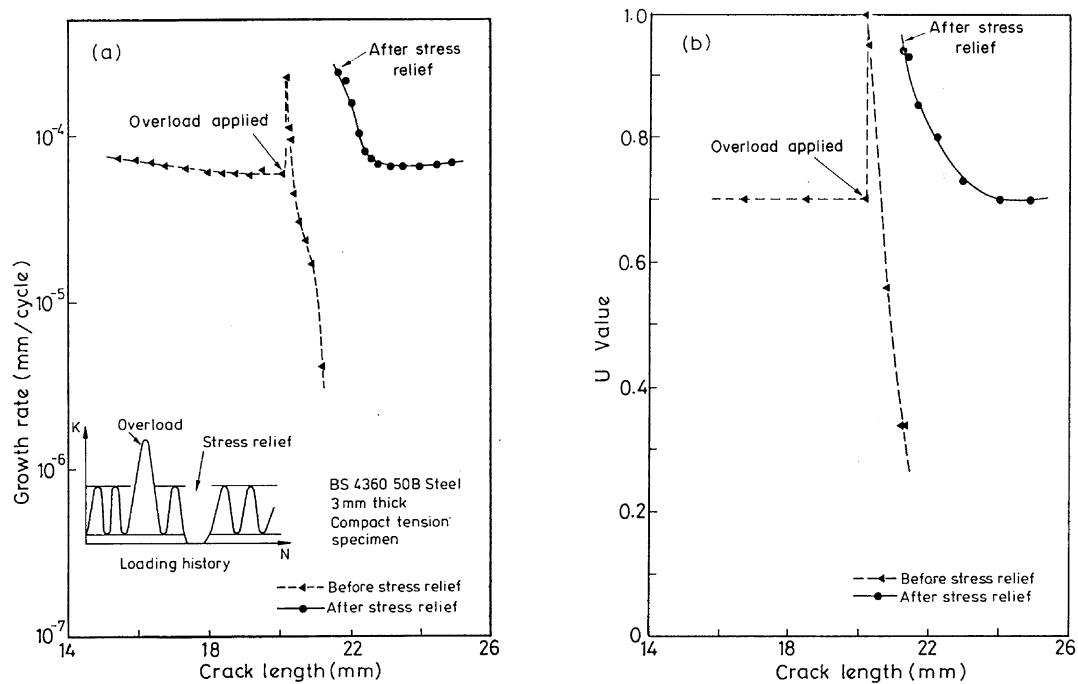 (a)
After stress
relief
Overload applied
10⁻⁴
10⁻⁵
10⁻⁶
10⁻⁷
Growth rate (mm/cycle)
K
Overload
Stress relief
N
Loading history
BS 4360 50B Steel
3mm thick
Compact tension
specimen
Before stress relief
After stress relief
14
18
22
26
Crack length (mm)
(b)
After stress
relief
Overload applied
1.0
0.8
0.6
0.4
0.2
0
U Value
Before stress relief
After stress relief
14
18
22
26
Crack length (mm)